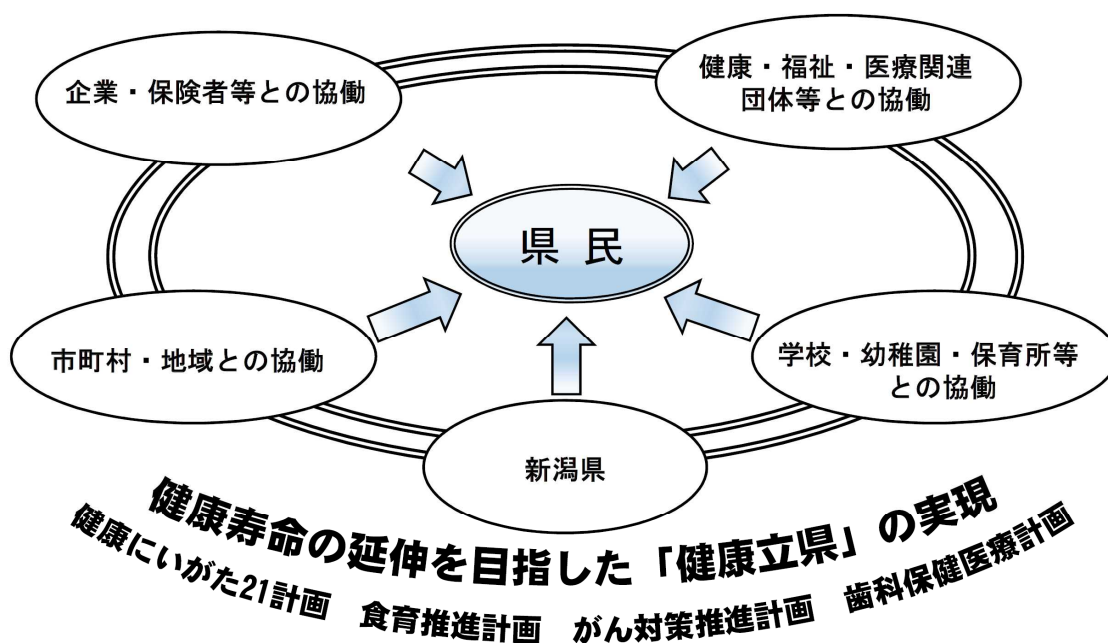 企業・保険者等との協働
健康・福祉・医療関連
団体等との協働
県民
市町村・地域との協働
学校・幼稚園・保育所等
との協働
新潟県
健康寿命の延伸を目指した「健康立県」の実現
健康にいがた21計画　食育推進計画　がん対策推進計画　歯科保健医療計画